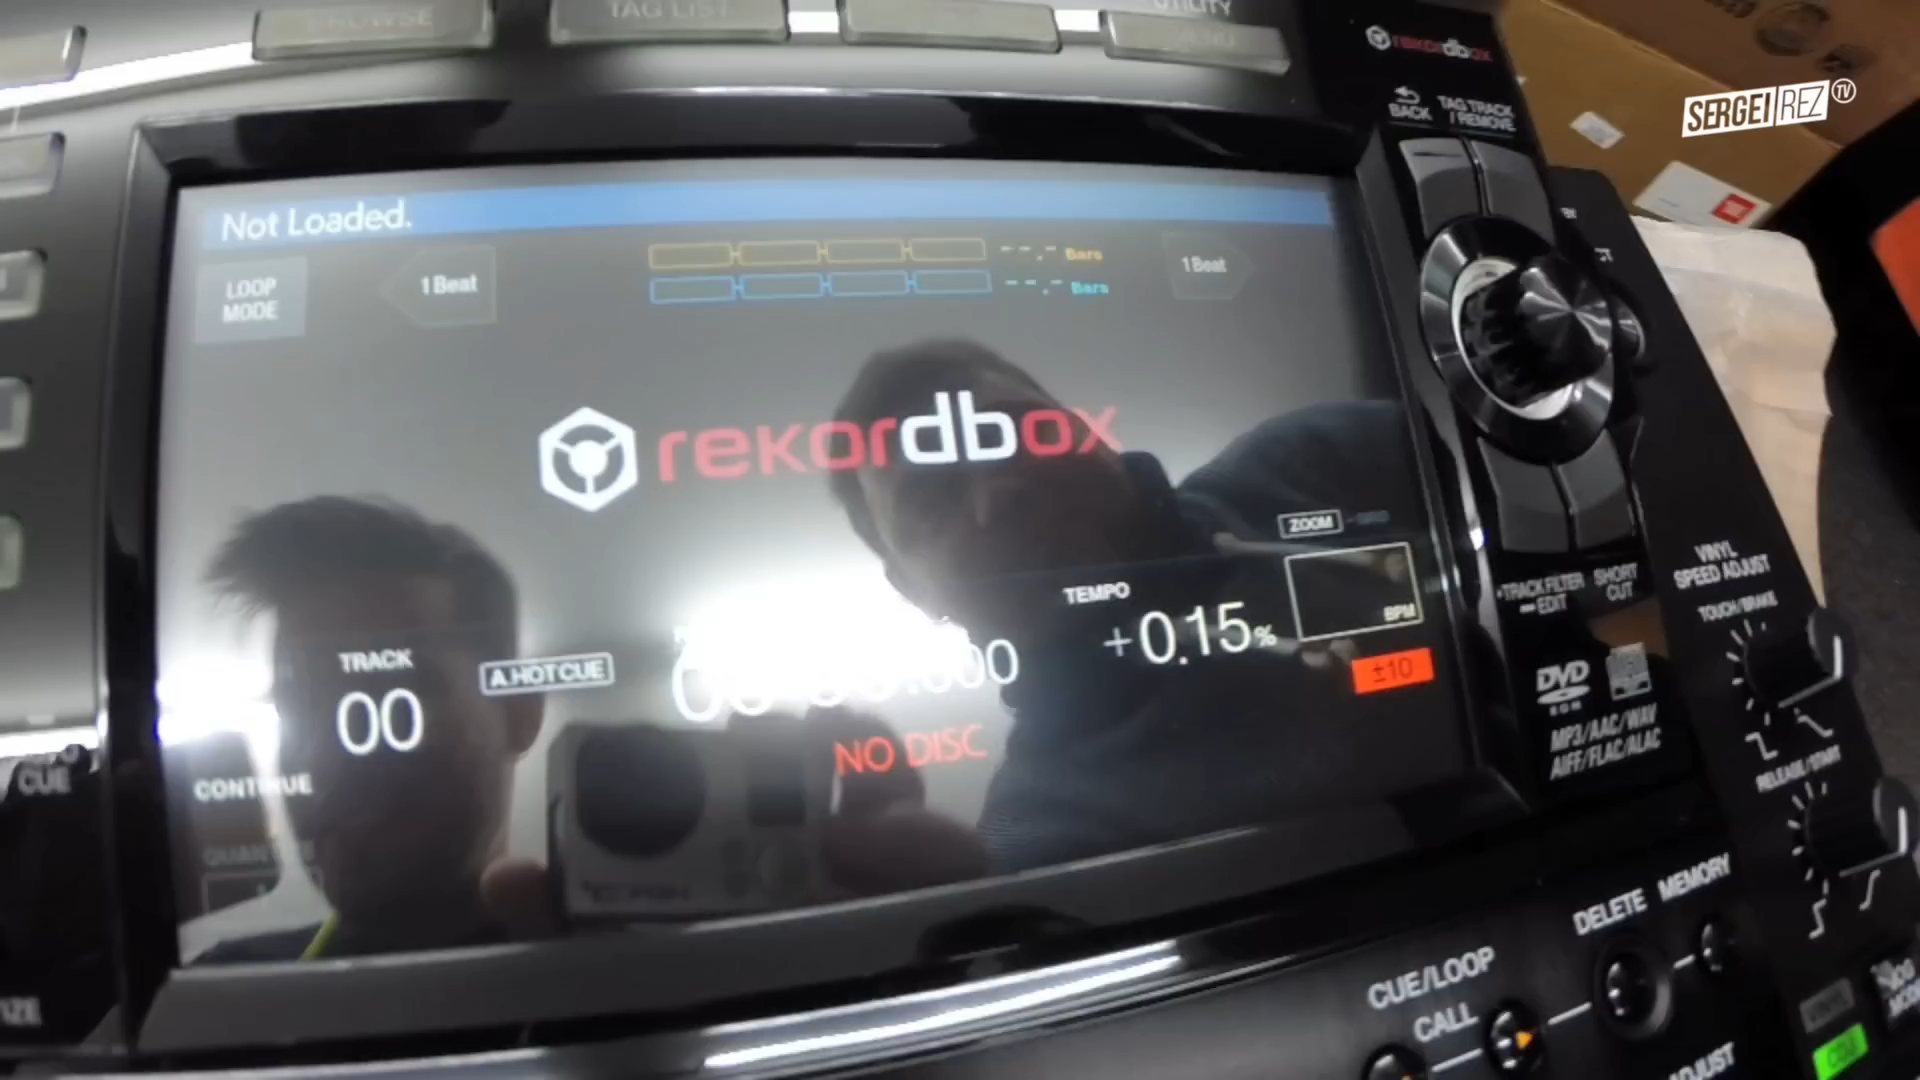 BROWSE
TAG LIST
UTILITY
MENU
rekordbox
SERGEI REZ TV
BACK
TAG TRACK
/ REMOVE
Not Loaded.
LOOP
MODE
1 Beat
--.- Bars
--.- Bars
1 Beat
rekordbox
ZOOM
TEMPO
+0.15%
BPM
±10
TRACK
00
A.HOT CUE
NO DISC
CONTINUE
CUE
TRACK FILTER
EDIT
SHORT
CUT
VINYL
SPEED ADJUST
TOUCH/BRAKE
DVD
ROM
MP3/AAC/WAV
AIFF/FLAC/ALAC
RELEASE/START
DELETE
MEMORY
CUE/LOOP
CALL